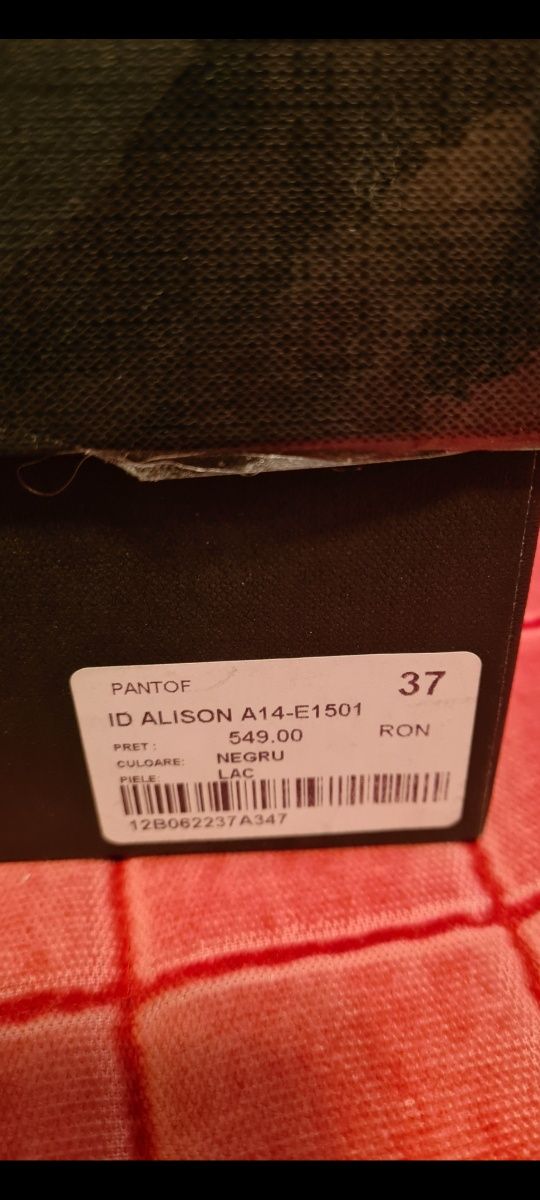 PANTOF 37
ID ALISON A14-E1501
PRET : 549.00 RON
CULOARE: NEGRU
PIELE: LAC
12B062237A347